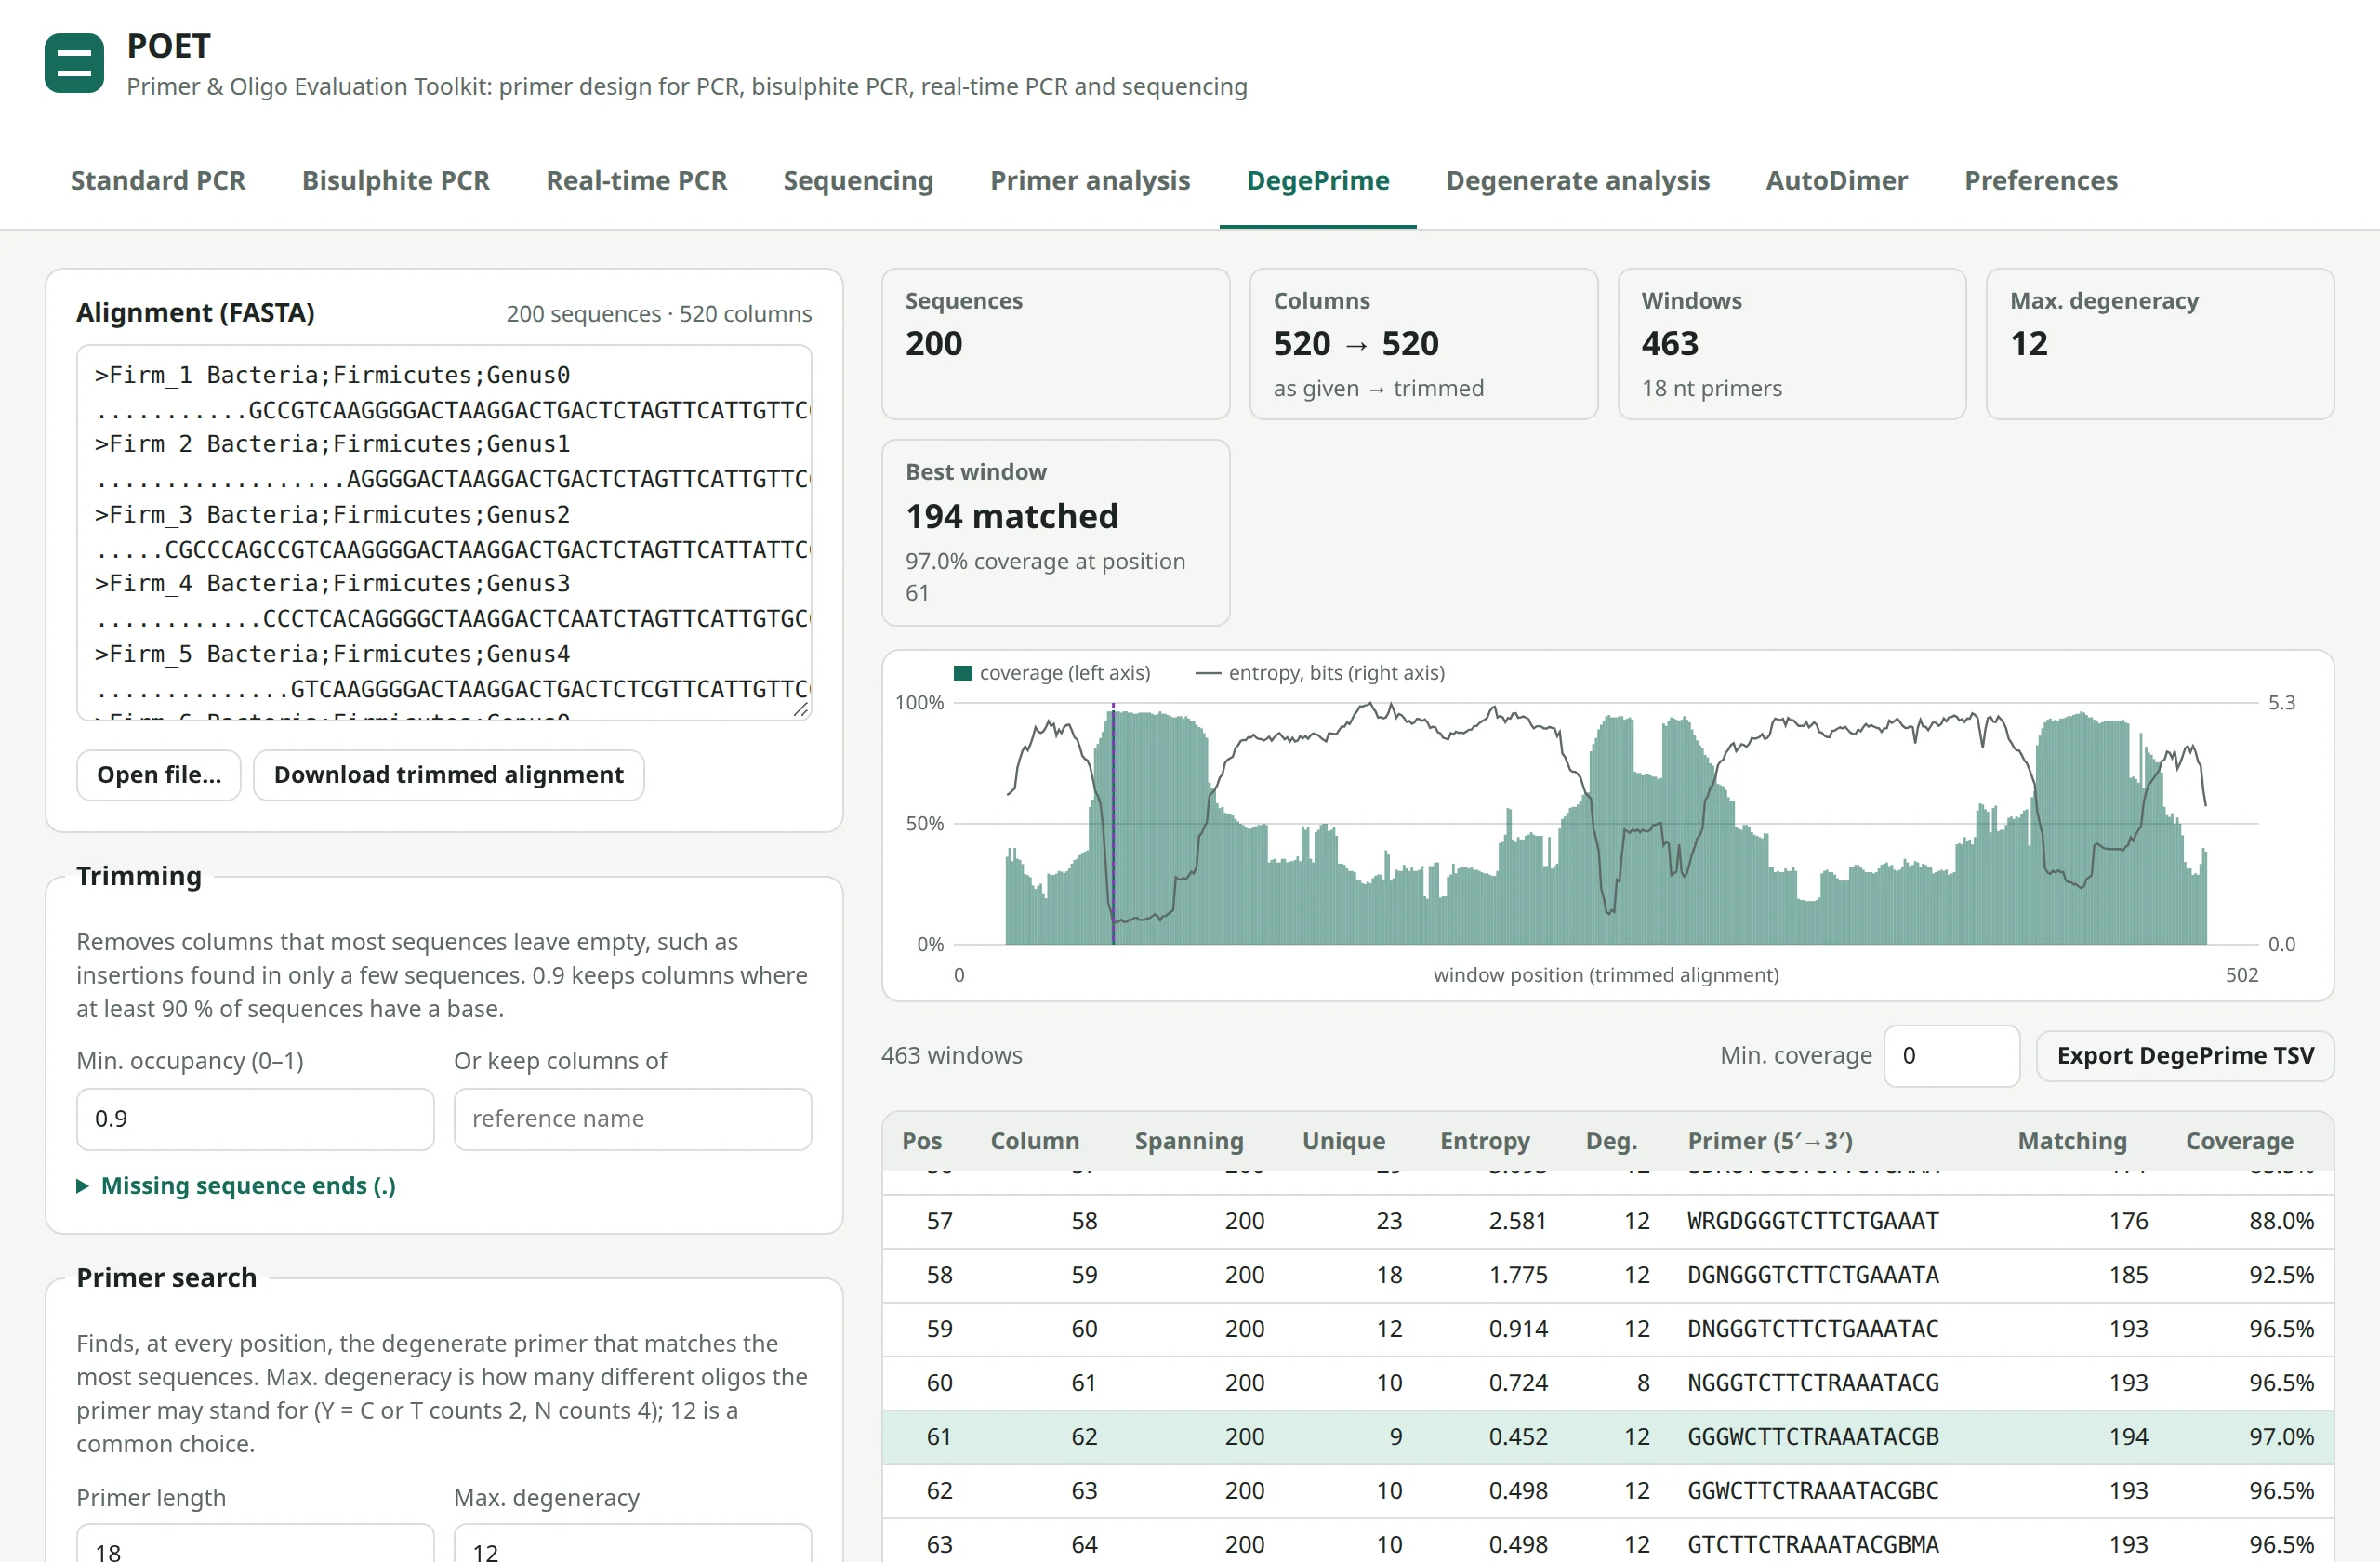 POET
Primer & Oligo Evaluation Toolkit: primer design for PCR, bisulphite PCR, real-time PCR and sequencing
Standard PCR Bisulphite PCR Real-time PCR Sequencing Primer analysis DegePrime Degenerate analysis AutoDimer Preferences
Alignment (FASTA) 200 sequences · 520 columns
>Firm_1 Bacteria;Firmicutes;Genus0
...........GCCGTCAAGGGGACTAAGGACTGACTCTAGTTCATTGTTC
>Firm_2 Bacteria;Firmicutes;Genus1
..................AGGGGACTAAGGACTGACTCTAGTTCATTGTTC
>Firm_3 Bacteria;Firmicutes;Genus2
.....CGCCCAGCCGTCAAGGGGACTAAGGACTGACTCTAGTTCATTATTC
>Firm_4 Bacteria;Firmicutes;Genus3
............CCCTCACAGGGGCTAAGGACTCAATCTAGTTCATTGTGC
>Firm_5 Bacteria;Firmicutes;Genus4
..............GTCAAGGGGACTAAGGACTGACTCTCGTTCATTGTTC
Open file... Download trimmed alignment
Trimming
Removes columns that most sequences leave empty, such as
insertions found in only a few sequences. 0.9 keeps columns where
at least 90 % of sequences have a base.
Min. occupancy (0–1) Or keep columns of
0.9 reference name
Missing sequence ends (.)
Primer search
Finds, at every position, the degenerate primer that matches the
most sequences. Max. degeneracy is how many different oligos the
primer may stand for (Y = C or T counts 2, N counts 4); 12 is a
common choice.
Primer length Max. degeneracy
18 12
Sequences
200
Columns
520 → 520
as given → trimmed
Windows
463
18 nt primers
Max. degeneracy
12
Best window
194 matched
97.0% coverage at position
61
coverage (left axis) entropy, bits (right axis)
100% 5.3
50%
0% 0.0
0 window position (trimmed alignment) 502
463 windows Min. coverage 0 Export DegePrime TSV
Pos Column Spanning Unique Entropy Deg. Primer (5′→3′) Matching Coverage
57 58 200 23 2.581 12 WRGDGGGTCTTCTGAAAT 176 88.0%
58 59 200 18 1.775 12 DGNGGGTCTTCTGAAATA 185 92.5%
59 60 200 12 0.914 12 DNGGGTCTTCTGAAATAC 193 96.5%
60 61 200 10 0.724 8 NGGGTCTTCTRAAATACG 193 96.5%
61 62 200 9 0.452 12 GGGWCTTCTRAAATACGB 194 97.0%
62 63 200 10 0.498 12 GGWCTTCTRAAATACGBC 193 96.5%
63 64 200 10 0.498 12 GTCTTCTRAAATACGBMA 193 96.5%